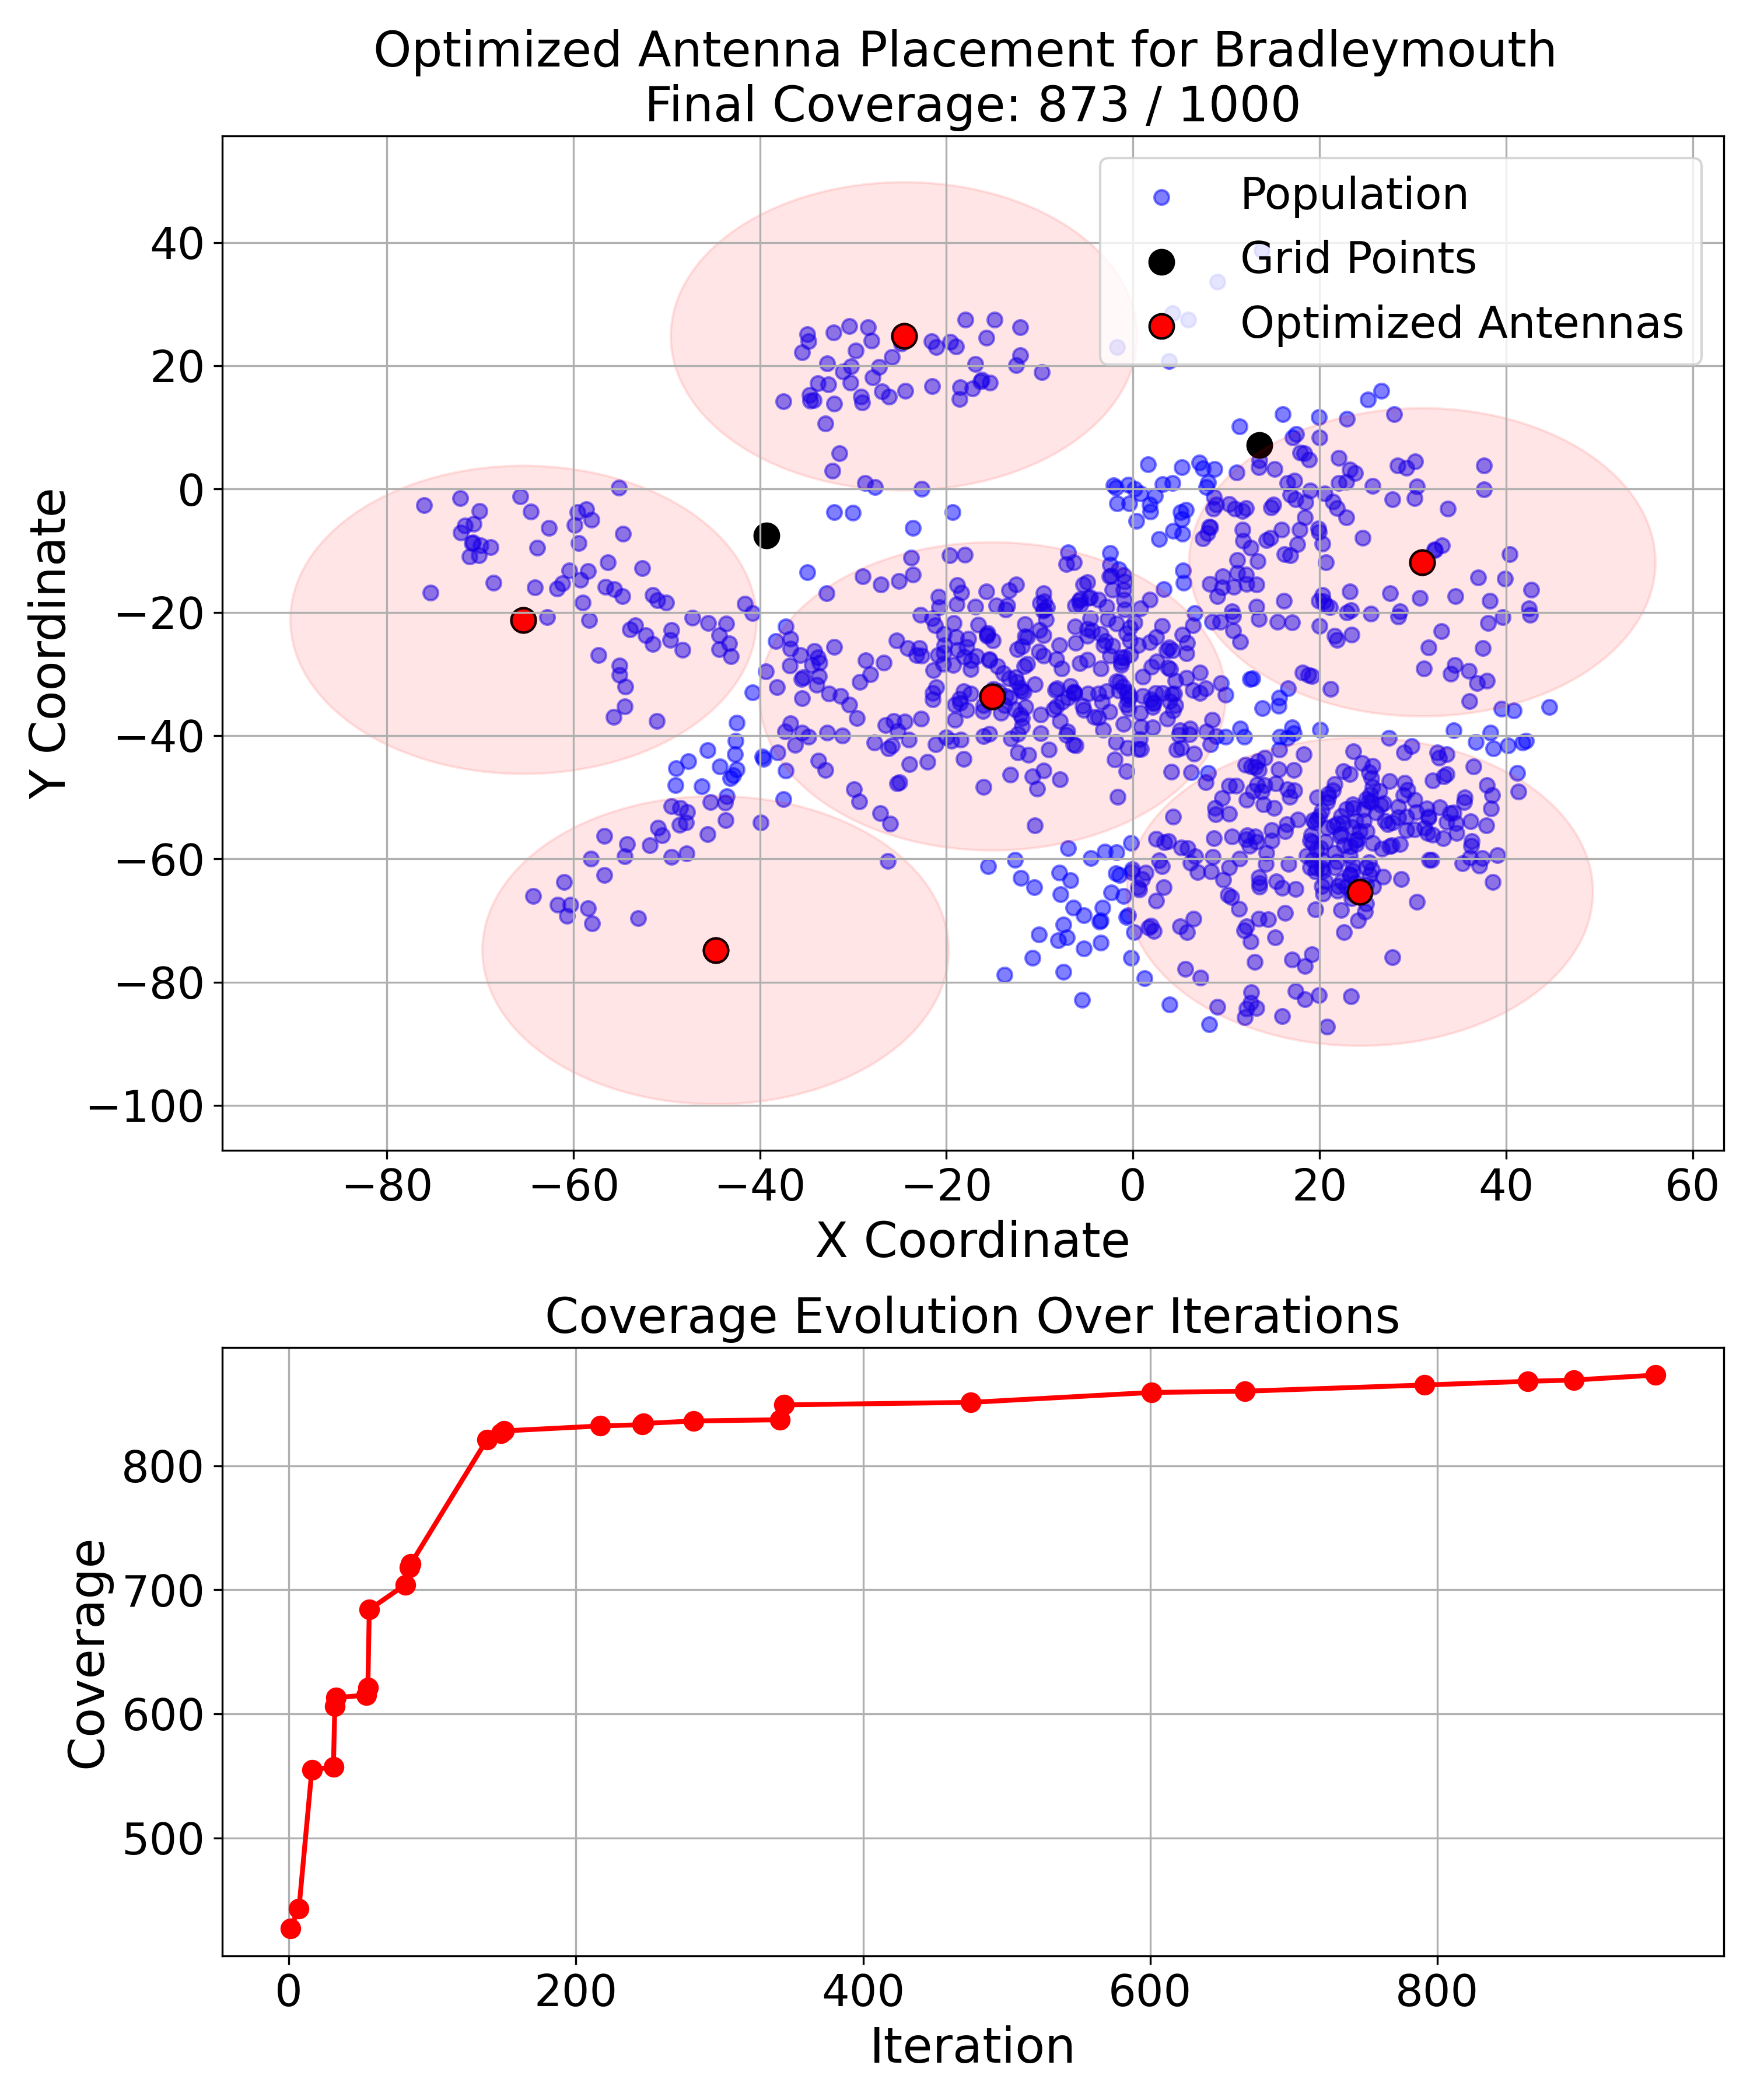 Optimized Antenna Placement for Bradleymouth
Final Coverage: 873 / 1000
Population
Grid Points
Optimized Antennas
Y Coordinate
40
20
0
−20
−40
−60
−80
−100
−80 −60 −40 −20 0 20 40 60
X Coordinate
Coverage Evolution Over Iterations
Coverage
800
700
600
500
0 200 400 600 800
Iteration